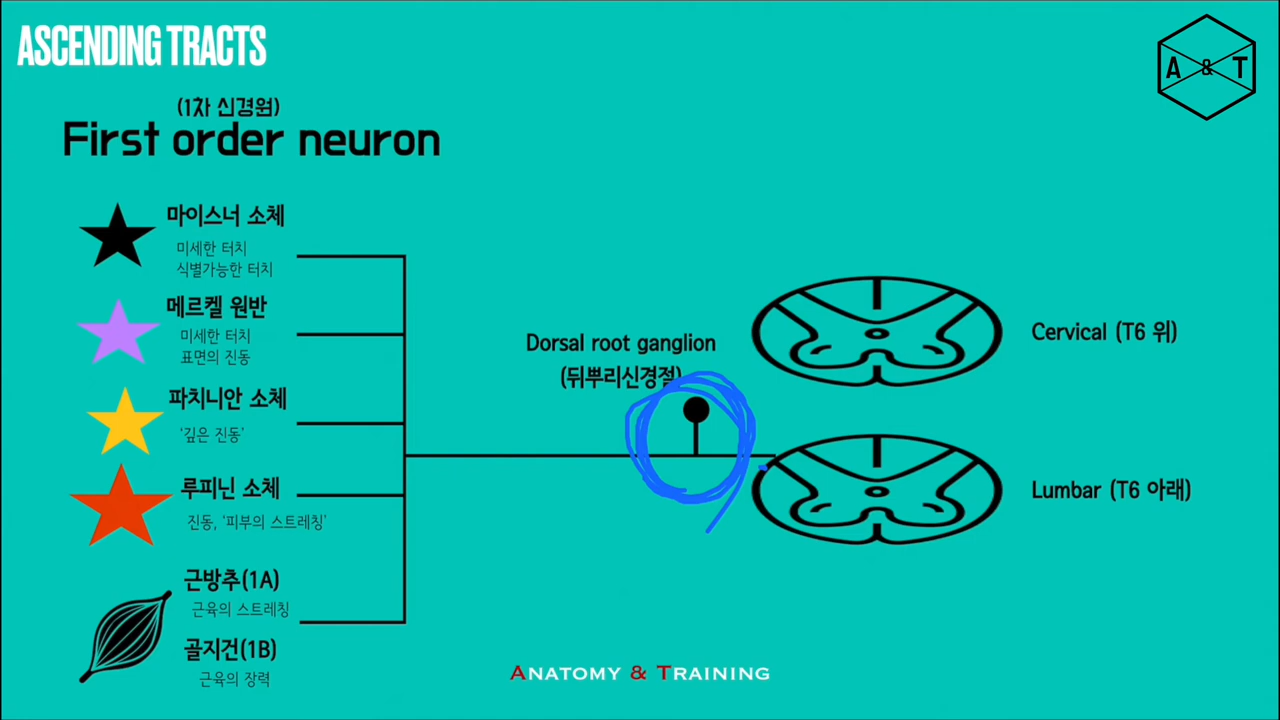 ASCENDING TRACTS
A & T
(1차 신경원)
First order neuron
마이스너 소체
미세한 터치
식별가능한 터치
메르켈 원반
미세한 터치
표면의 진동
파치니안 소체
‘깊은 진동’
루피닌 소체
진동, ‘피부의 스트레칭’
근방추(1A)
근육의 스트레칭
골지건(1B)
근육의 장력
Dorsal root ganglion
(뒤뿌리신경절)
Cervical (T6 위)
Lumbar (T6 아래)
ANATOMY & TRAINING